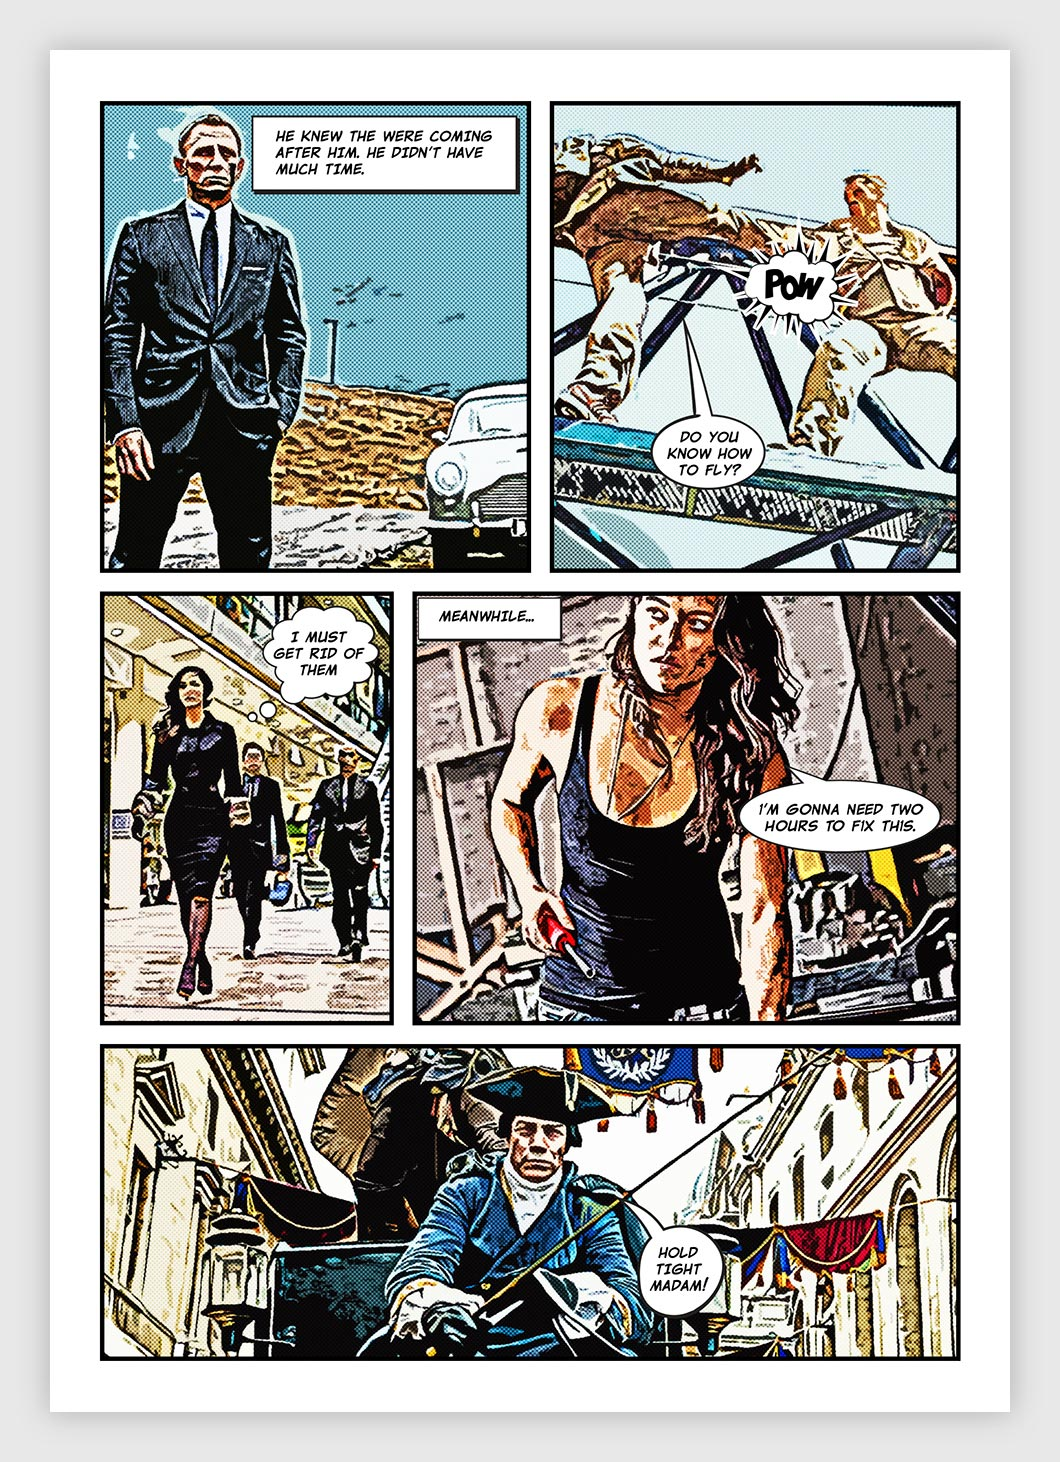 HE KNEW THE WERE COMING
AFTER HIM. HE DIDN'T HAVE
MUCH TIME.
POW
DO YOU
KNOW HOW
TO FLY?
I MUST
GET RID OF
THEM
MEANWHILE...
I'M GONNA NEED TWO
HOURS TO FIX THIS.
HOLD
TIGHT
MADAM!